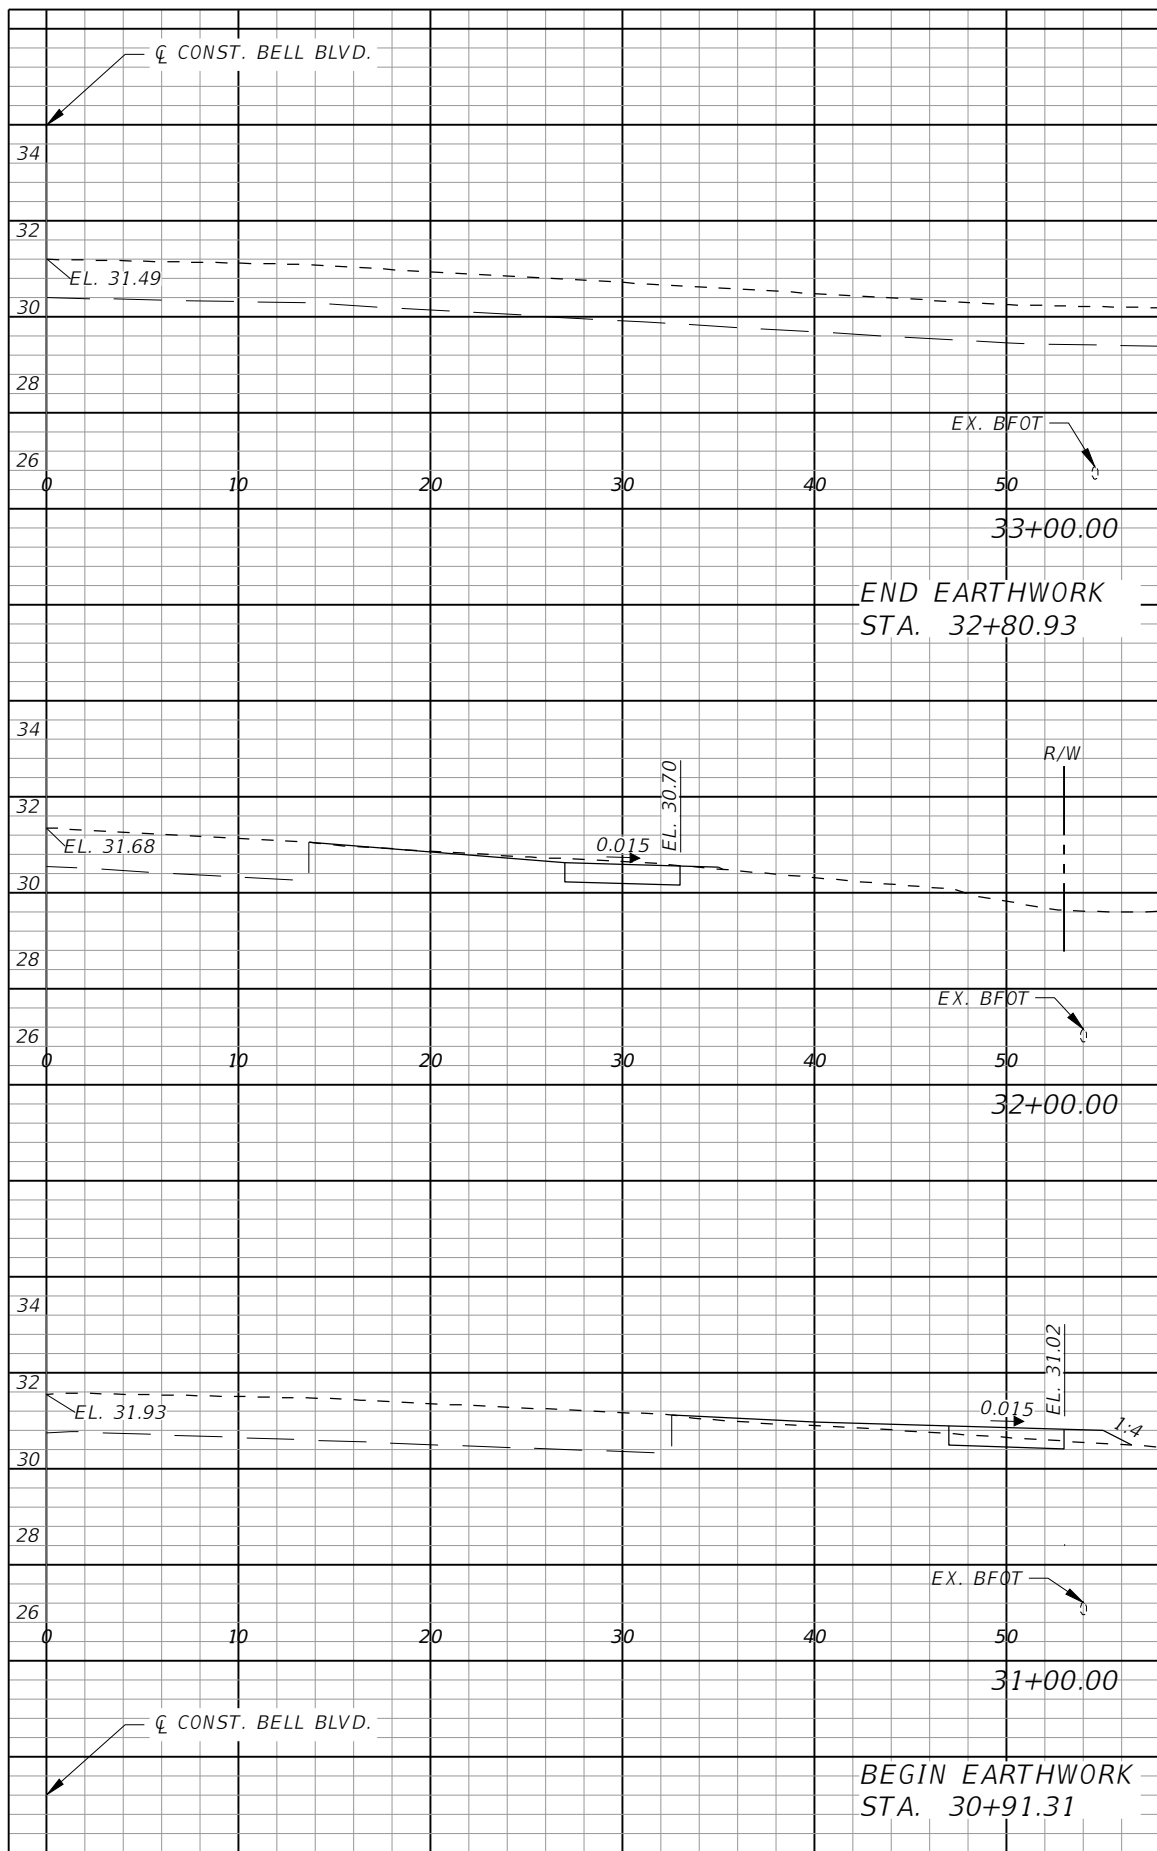 ℄ CONST. BELL BLVD.
34
32
EL. 31.49
30
28
EX. BFOT
26
0 10 20 30 40 50
33+00.00
END EARTHWORK
STA. 32+80.93
34
R/W
32
EL. 30.70
0.015
EL. 31.68
30
28
EX. BFOT
26
0 10 20 30 40 50
32+00.00
34
32
EL. 31.02
EL. 31.93
0.015
1:4
30
28
EX. BFOT
26
0 10 20 30 40 50
31+00.00
℄ CONST. BELL BLVD.
BEGIN EARTHWORK
STA. 30+91.31